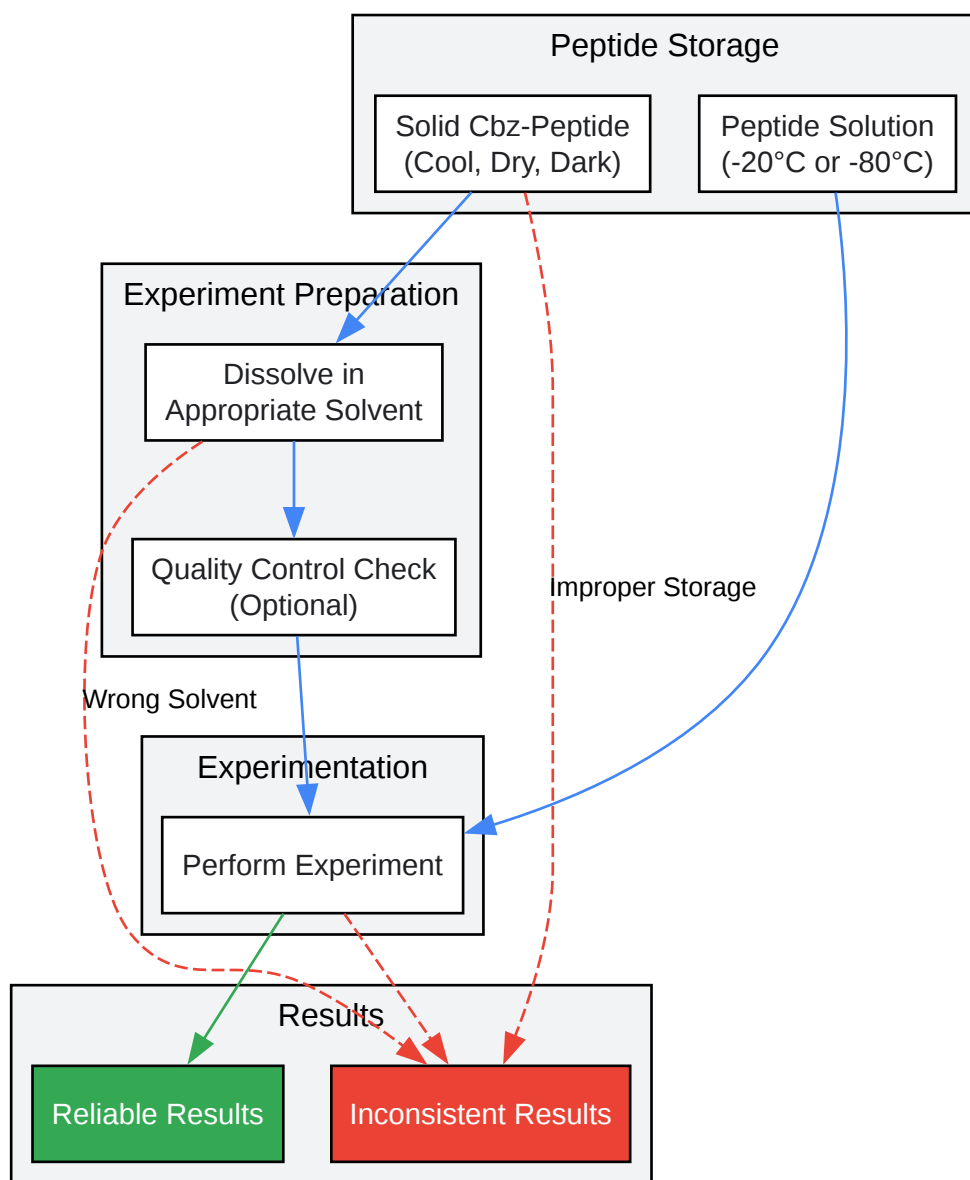 Peptide Storage
Solid Cbz-Peptide
(Cool, Dry, Dark)
Peptide Solution
(-20°C or -80°C)
Experiment Preparation
Dissolve in
Appropriate Solvent
Quality Control Check
(Optional)
Improper Storage
Wrong Solvent
Experimentation
Perform Experiment
Results
Reliable Results
Inconsistent Results